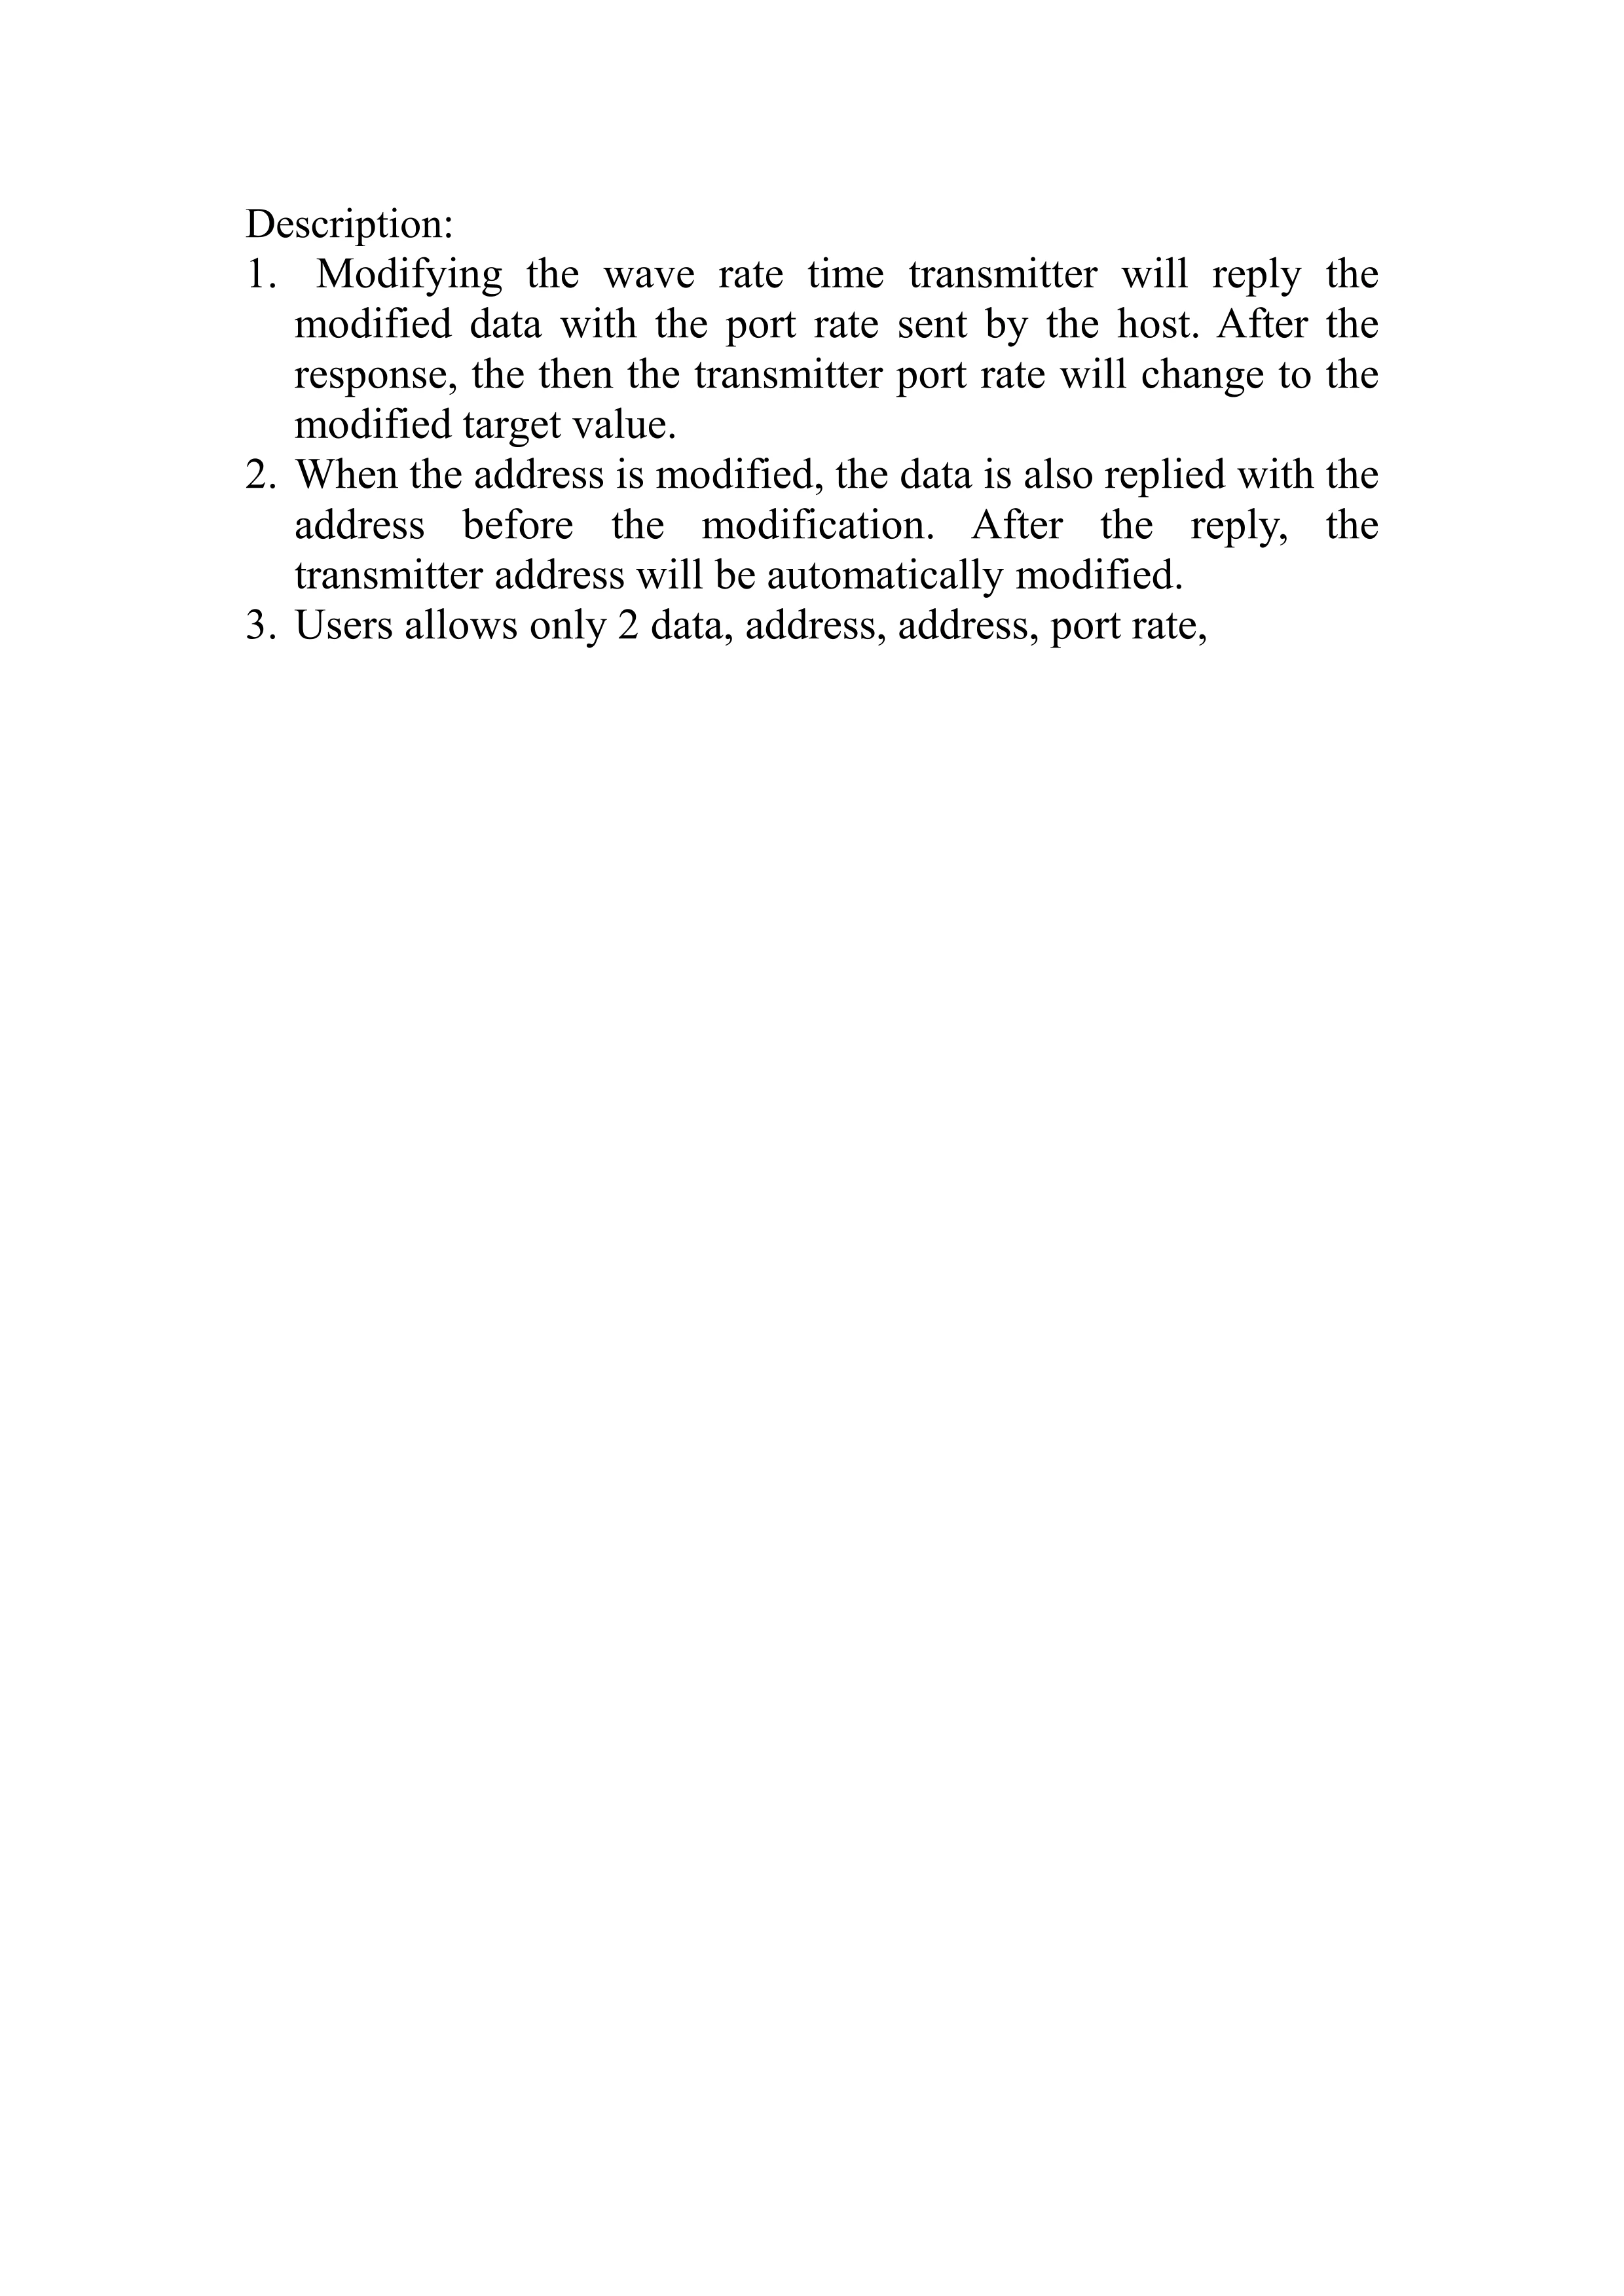 Description:
1. Modifying the wave rate time transmitter will reply the
modified data with the port rate sent by the host. After the
response, the then the transmitter port rate will change to the
modified target value.
2. When the address is modified, the data is also replied with the
address before the modification. After the reply, the
transmitter address will be automatically modified.
3. Users allows only 2 data, address, address, port rate,